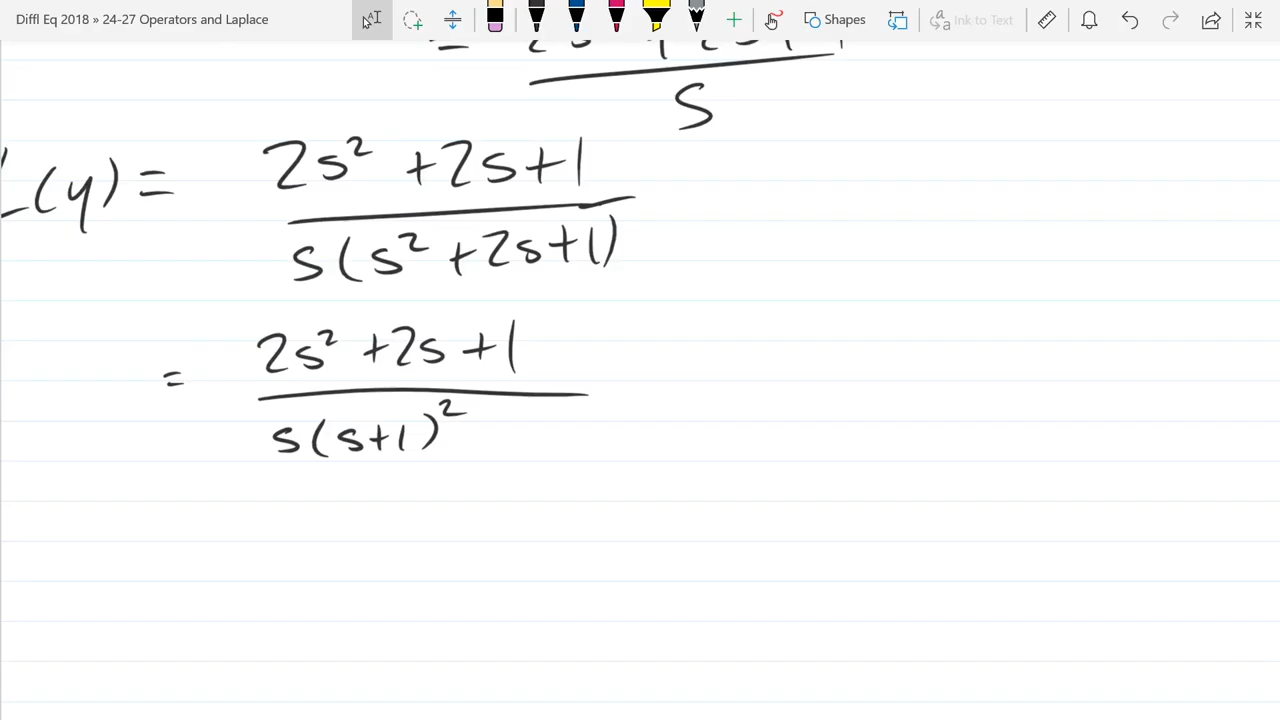 Diffl Eq 2018 » 24-27 Operators and Laplace
Shapes
Ink to Text
S
L(y) = 2s² + 2s + 1
s(s² + 2s + 1)
= 2s² + 2s + 1
s(s+1)²